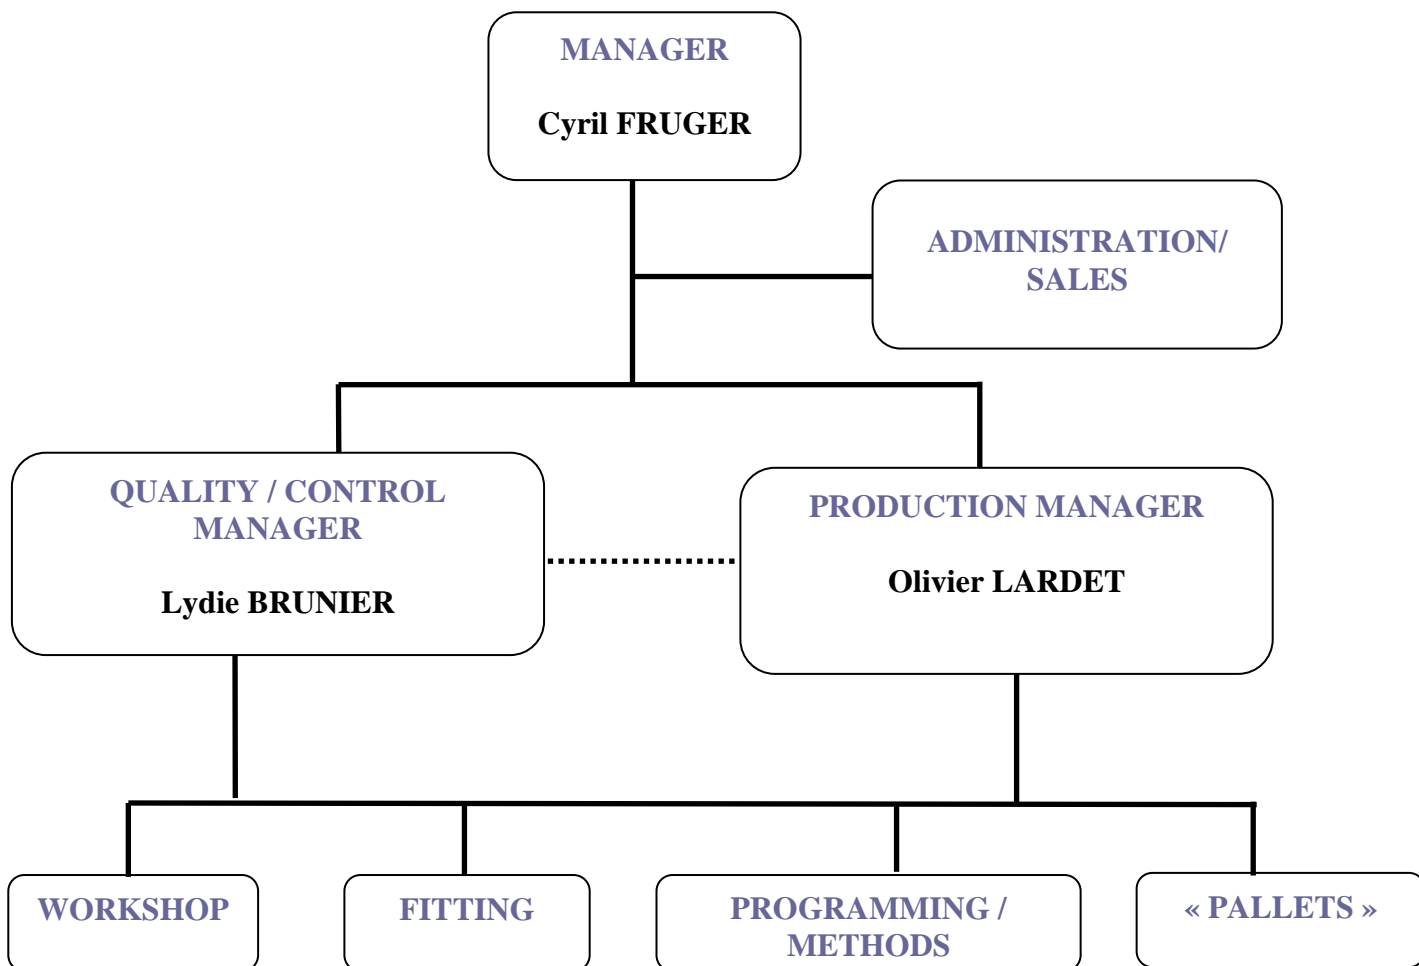 MANAGER
Cyril FRUGER
ADMINISTRATION/
SALES
QUALITY / CONTROL
MANAGER
Lydie BRUNIER
PRODUCTION MANAGER
Olivier LARDET
WORKSHOP
FITTING
PROGRAMMING /
METHODS
« PALLETS »